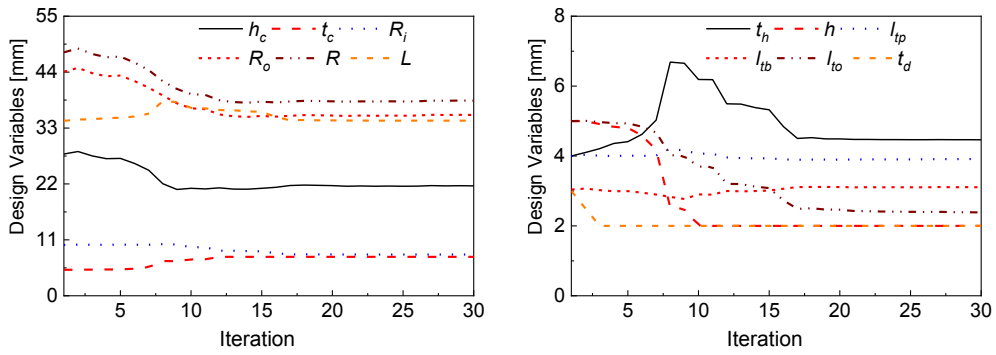 55
44
33
22
11
0
Design Variables [mm]
h_c t_c R_i
R_o R L
5 10 15 20 25 30
Iteration
8
6
4
2
0
Design Variables [mm]
t_h h l_tp
l_tb l_to t_d
5 10 15 20 25 30
Iteration